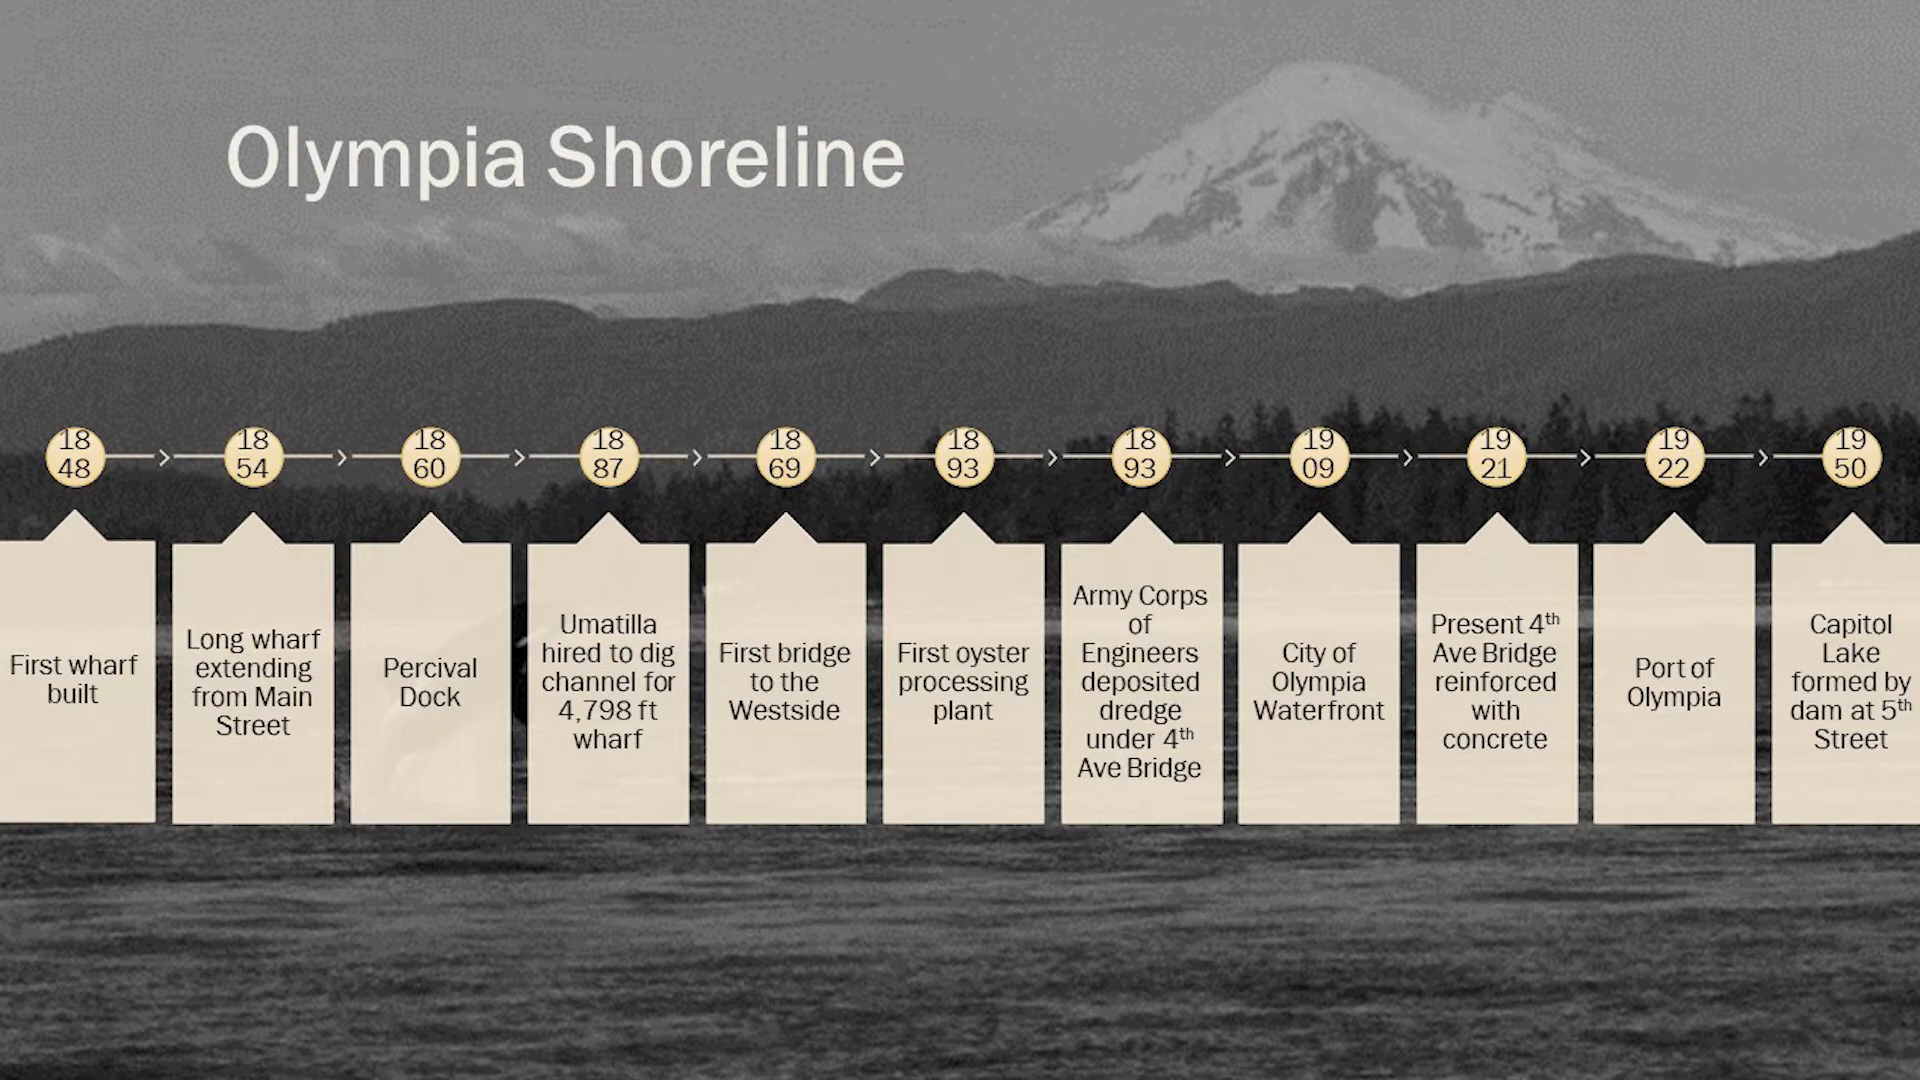 Olympia Shoreline
18
48
18
54
18
60
18
87
18
69
18
93
18
93
19
09
19
21
19
22
19
50
First wharf
built
Long wharf
extending
from Main
Street
Percival
Dock
Umatilla
hired to dig
channel for
4,798 ft
wharf
First bridge
to the
Westside
First oyster
processing
plant
Army Corps
of
Engineers
deposited
dredge
under 4th
Ave Bridge
City of
Olympia
Waterfront
Present 4th
Ave Bridge
reinforced
with
concrete
Port of
Olympia
Capitol
Lake
formed by
dam at 5th
Street